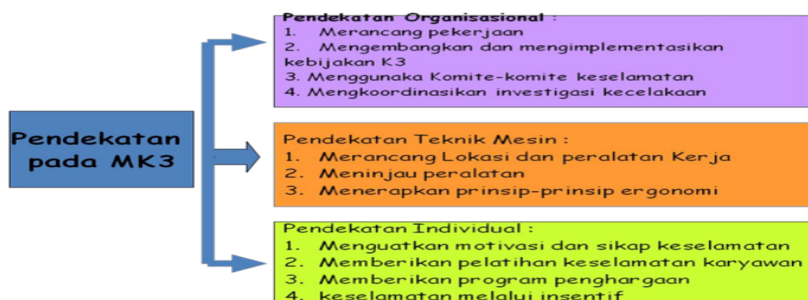 Pendekatan pada MK3
Pendekatan Organisasional :
1. Merancang pekerjaan
2. Mengembangkan dan mengimplementasikan
kebijakan K3
3. Menggunaka Komite-komite keselamatan
4. Mengkoordinasikan investigasi kecelakaan
Pendekatan Teknik Mesin :
1. Merancang Lokasi dan peralatan Kerja
2. Meninjau peralatan
3. Menerapkan prinsip-prinsip ergonomi
Pendekatan Individual :
1. Menguatkan motivasi dan sikap keselamatan
2. Memberikan pelatihan keselamatan karyawan
3. Memberikan program penghargaan
4. keselamatan melalui insentif